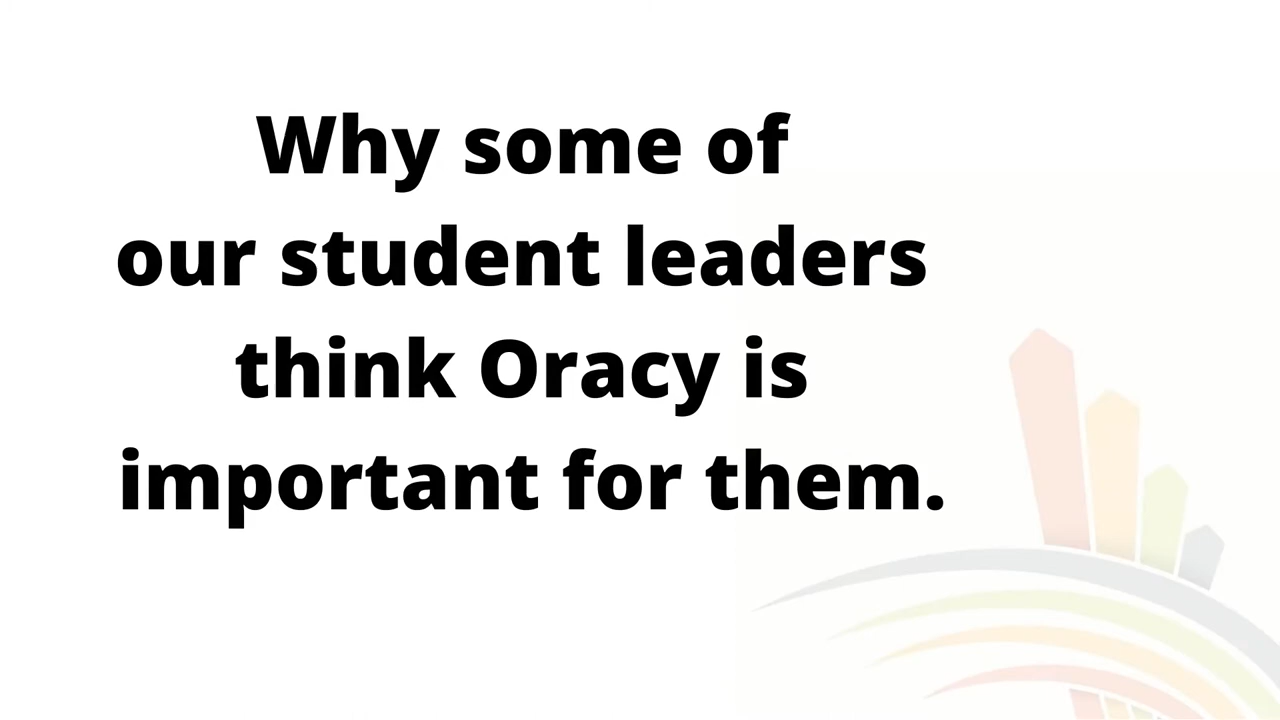 Why some of
our student leaders
think Oracy is
important for them.